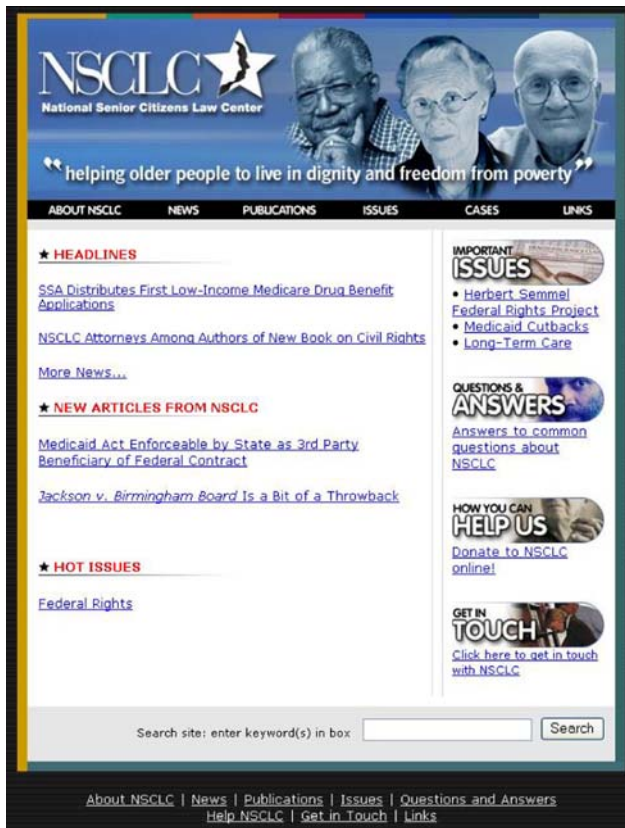 NSCLC
National Senior Citizens Law Center
“helping older people to live in dignity and freedom from poverty”
ABOUT NSCLC NEWS PUBLICATIONS ISSUES CASES LINKS
★ HEADLINES
SSA Distributes First Low-Income Medicare Drug Benefit
Applications
NSCLC Attorneys Among Authors of New Book on Civil Rights
More News...
★ NEW ARTICLES FROM NSCLC
Medicaid Act Enforceable by State as 3rd Party
Beneficiary of Federal Contract
Jackson v. Birmingham Board Is a Bit of a Throwback
★ HOT ISSUES
Federal Rights
IMPORTANT
ISSUES
• Herbert Semmel
Federal Rights Project
• Medicaid Cutbacks
• Long-Term Care
QUESTIONS &
ANSWERS
Answers to common
questions about
NSCLC
HOW YOU CAN
HELP US
Donate to NSCLC
online!
GET IN
TOUCH
Click here to get in touch
with NSCLC
Search site: enter keyword(s) in box Search
About NSCLC | News | Publications | Issues | Questions and Answers
Help NSCLC | Get in Touch | Links